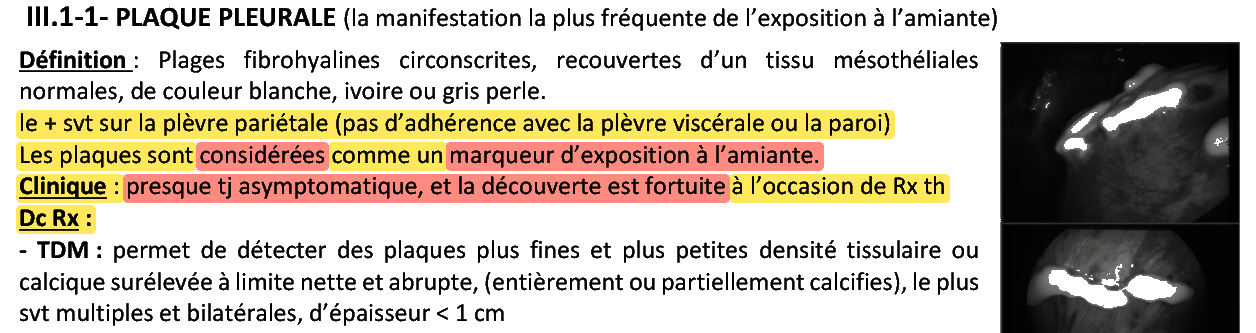 III.1-1- PLAQUE PLEURALE (la manifestation la plus fréquente de l’exposition à l’amiante)
Définition : Plages fibrohyalines circonscrites, recouvertes d’un tissu mésothéliales
normales, de couleur blanche, ivoire ou gris perle.
le + svt sur la plèvre pariétale (pas d’adhérence avec la plèvre viscérale ou la paroi)
Les plaques sont considérées comme un marqueur d’exposition à l’amiante.
Clinique : presque tj asymptomatique, et la découverte est fortuite à l’occasion de Rx th
Dc Rx :
- TDM : permet de détecter des plaques plus fines et plus petites densité tissulaire ou
calcique surélevée à limite nette et abrupte, (entièrement ou partiellement calcifies), le plus
svt multiples et bilatérales, d’épaisseur < 1 cm